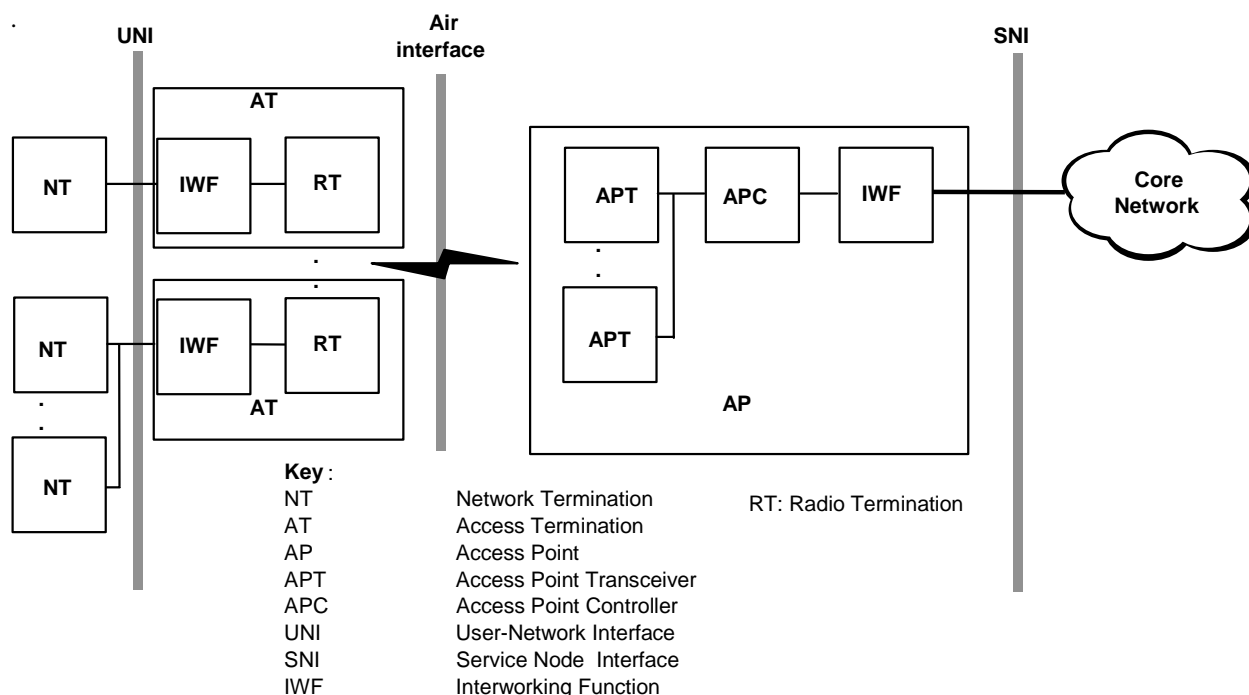 .
UNI
Air
interface
SNI
AT
NT
IWF
RT
APT
APC
IWF
Core
Network
.
.
.
.
NT
IWF
RT
APT
AT
AP
.
.
NT
Key :
NT Network Termination
RT: Radio Termination
AT Access Termination
AP Access Point
APT Access Point Transceiver
APC Access Point Controller
UNI User-Network Interface
SNI Service Node Interface
IWF Interworking Function